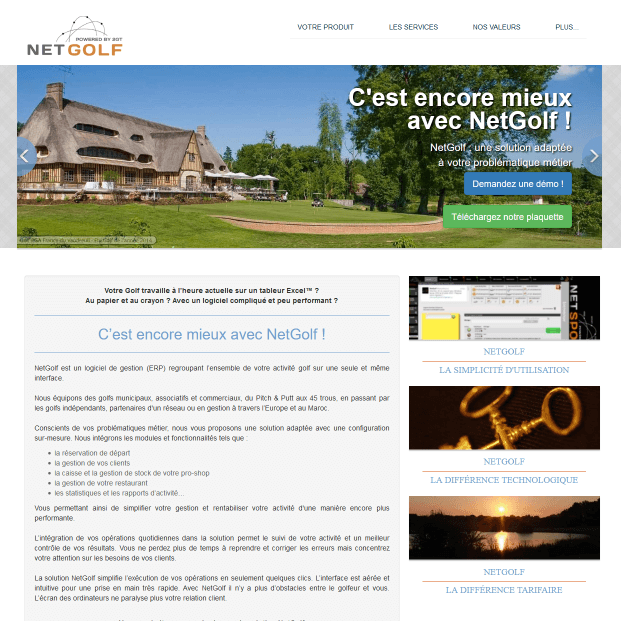 POWERED BY 2DT
NETGOLF
VOTRE PRODUIT
LES SERVICES
NOS VALEURS
PLUS...
C'est encore mieux
avec NetGolf !
NetGolf : une solution adaptée
à votre problématique métier
Demandez une démo !
Téléchargez notre plaquette
Votre Golf travaille à l'heure actuelle sur un tableur Excel™ ?
Au papier et au crayon ? Avec un logiciel compliqué et peu performant ?
C'est encore mieux avec NetGolf !
NetGolf est un logiciel de gestion (ERP) regroupant l'ensemble de votre activité golf sur une seule et même
interface.
Nous équipons des golfs municipaux, associatifs et commerciaux, du Pitch & Putt aux 45 trous, en passant par
les golfs indépendants, partenaires d'un réseau ou en gestion à travers l'Europe et au Maroc.
Conscients de vos problématiques métier, nous vous proposons une solution adaptée avec une configuration
sur-mesure. Nous intégrons les modules et fonctionnalités tels que :
• la réservation de départ
• la gestion de vos clients
• la caisse et la gestion de stock de votre pro-shop
• la gestion de votre restaurant
• les statistiques et les rapports d'activité...
Vous permettant ainsi de simplifier votre gestion et rentabiliser votre activité d'une manière encore plus
performante.
L'intégration de vos opérations quotidiennes dans la solution permet le suivi de votre activité et un meilleur
contrôle de vos résultats. Vous ne perdez plus de temps à reprendre et corriger les erreurs mais concentrez
votre attention sur les besoins de vos clients.
La solution NetGolf simplifie l'exécution de vos opérations en seulement quelques clics. L'interface est aérée et
intuitive pour une prise en main très rapide. Avec NetGolf il n'y a plus d'obstacles entre le golfeur et vous.
L'écran des ordinateurs ne paralyse plus votre relation client.
NETSPO
NETGOLF
LA SIMPLICITÉ D'UTILISATION
NETGOLF
LA DIFFÉRENCE TECHNOLOGIQUE
NETGOLF
LA DIFFÉRENCE TARIFAIRE